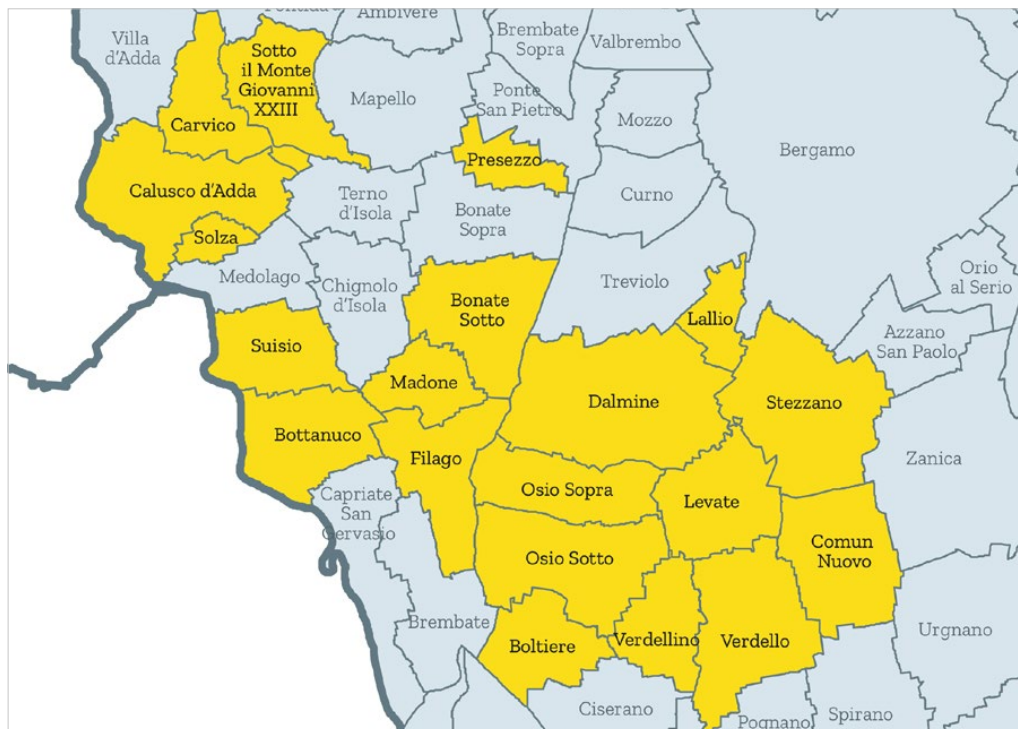 Pontida
Ambivere
Villa
d'Adda
Sotto
il Monte
Giovanni
XXIII
Brembate
Sopra
Valbrembo
Carvico
Mapello
Ponte
San Pietro
Mozzo
Bergamo
Presezzo
Calusco d'Adda
Terno
d'Isola
Curno
Bonate
Sopra
Solza
Medolago
Chignolo
d'Isola
Treviolo
Orio
al Serio
Bonate
Sotto
Lallio
Azzano
San Paolo
Suisio
Madone
Dalmine
Stezzano
Bottanuco
Filago
Zanica
Capriate
San
Gervasio
Osio Sopra
Levate
Osio Sotto
Comun
Nuovo
Brembate
Boltiere
Verdellino
Verdello
Urgnano
Ciserano
Pognano
Spirano